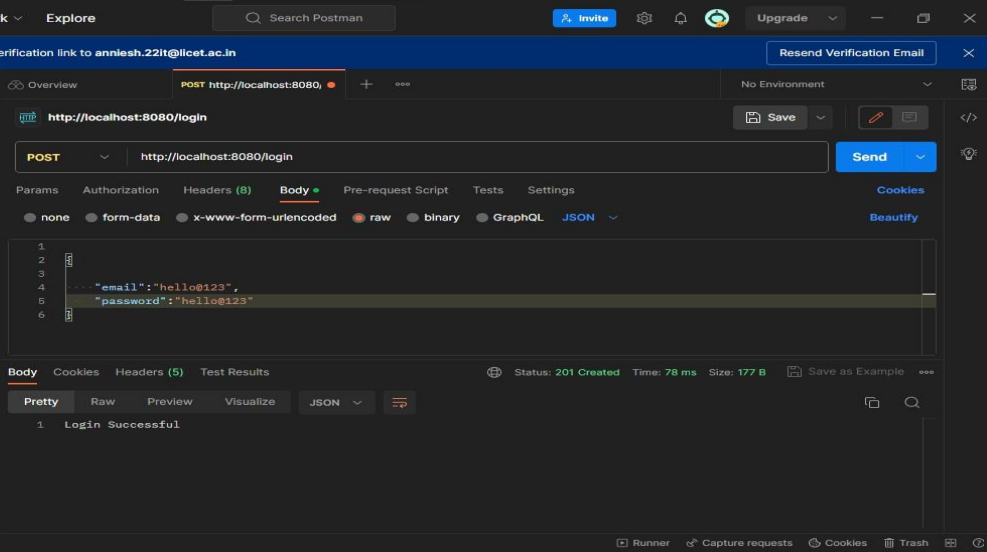 k Explore Search Postman Invite Upgrade
erification link to anniesh.22it@licet.ac.in Resend Verification Email
Overview POST http://localhost:8080/ No Environment
HTTP http://localhost:8080/login Save
POST http://localhost:8080/login Send
Params Authorization Headers (8) Body Pre-request Script Tests Settings Cookies
none form-data x-www-form-urlencoded raw binary GraphQL JSON Beautify
1
2 {
3
4 "email":"hello@123",
5 "password":"hello@123"
6 }
Body Cookies Headers (5) Test Results Status: 201 Created Time: 78 ms Size: 177 B Save as Example
Pretty Raw Preview Visualize JSON
1 Login Successful
Runner Capture requests Cookies Trash